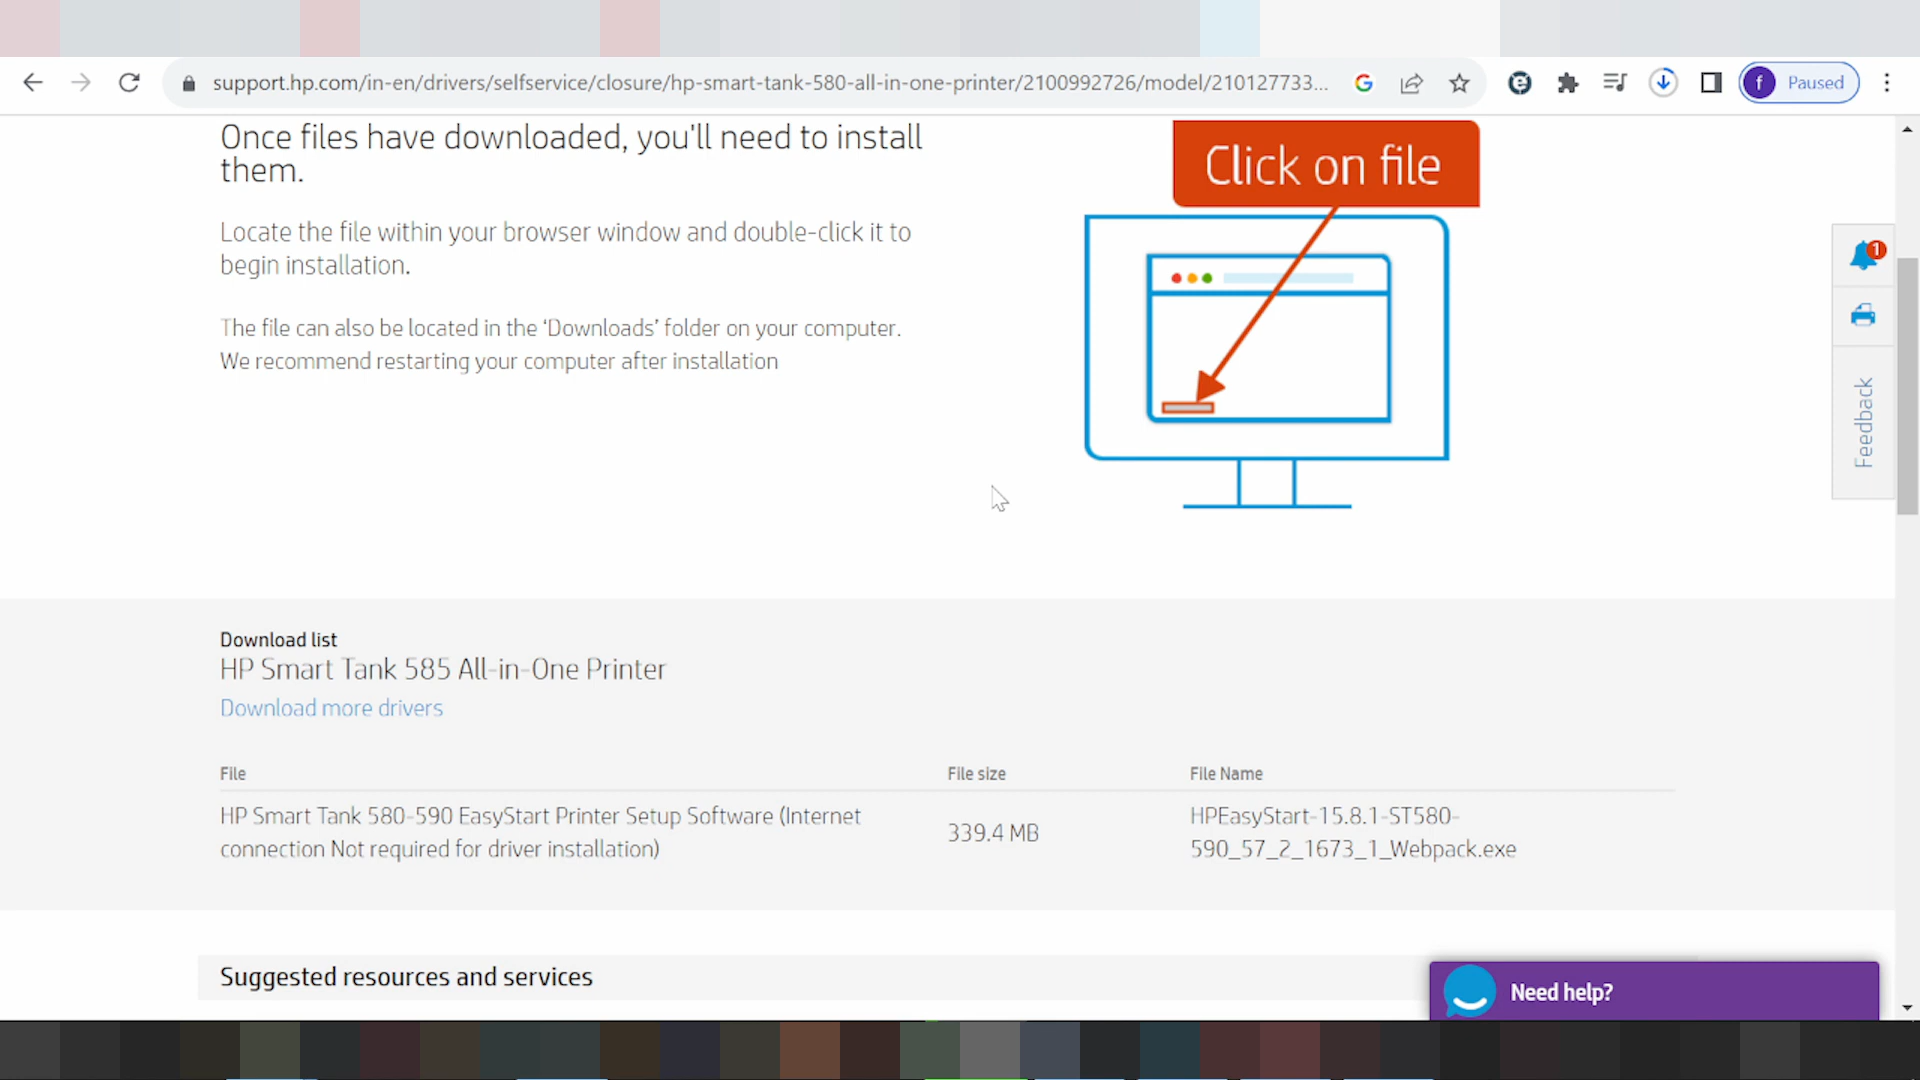 support.hp.com/in-en/drivers/selfservice/closure/hp-smart-tank-580-all-in-one-printer/2100992726/model/210127733...
f Paused
Once files have downloaded, you'll need to install
them.
Click on file
Locate the file within your browser window and double-click it to
begin installation.
1
The file can also be located in the ‘Downloads’ folder on your computer.
We recommend restarting your computer after installation
Feedback
Download list
HP Smart Tank 585 All-in-One Printer
Download more drivers
File File size File Name
HP Smart Tank 580-590 EasyStart Printer Setup Software (Internet
connection Not required for driver installation)
339.4 MB
HPEasyStart-15.8.1-ST580-
590_57_2_1673_1_Webpack.exe
Suggested resources and services
Need help?